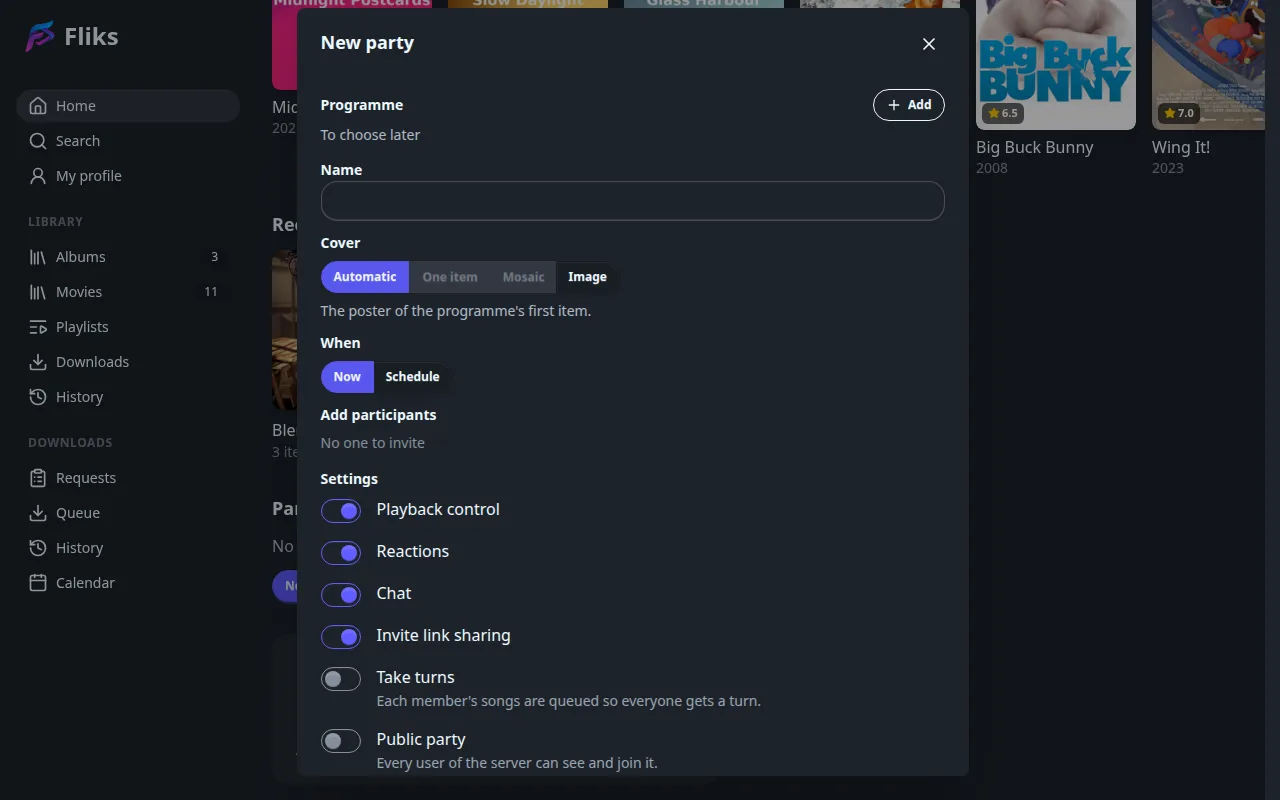 Fliks
Home
Search
My profile
LIBRARY
Albums 3
Movies 11
Playlists
Downloads
History
DOWNLOADS
Requests
Queue
History
Calendar
Midnight Postcards
Slow Daylight
Glass Harbour
New party
Programme
Add
To choose later
Name
Cover
Automatic One item Mosaic Image
The poster of the programme's first item.
When
Now Schedule
Add participants
No one to invite
Settings
Playback control
Reactions
Chat
Invite link sharing
Take turns
Each member's songs are queued so everyone gets a turn.
Public party
Every user of the server can see and join it.
Big Buck
BUNNY
6.5
Big Buck Bunny
2008
7.0
Wing It!
2023
No